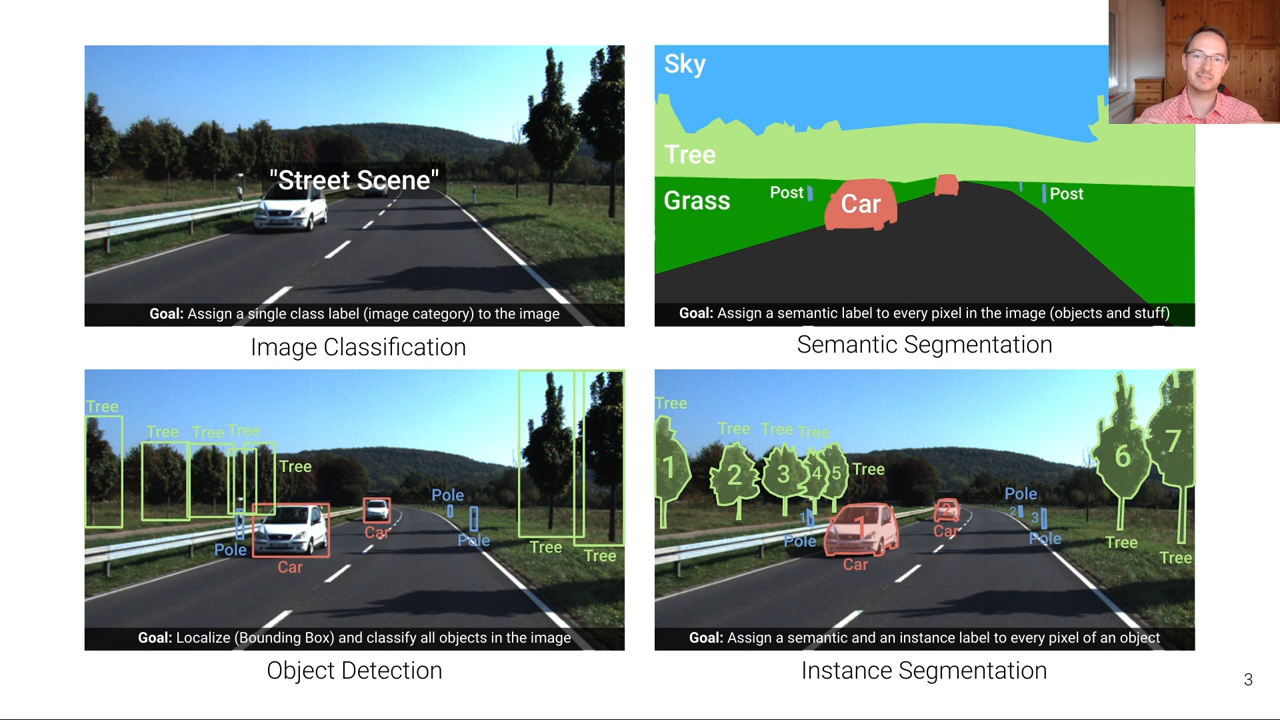 "Street Scene"
Goal: Assign a single class label (image category) to the image
Image Classification
Sky
Tree
Grass
Post
Car
Post
Goal: Assign a semantic label to every pixel in the image (objects and stuff)
Semantic Segmentation
Tree
Tree
Tree
Tree
Tree
Pole
Car
Car
Pole
Pole
Tree
Tree
Goal: Localize (Bounding Box) and classify all objects in the image
Object Detection
Tree
Tree
Tree
Tree
Tree
1
2
3
4
5
6
7
1
Pole
1
Car
2
Car
Pole
2
3
Pole
Tree
Tree
Goal: Assign a semantic and an instance label to every pixel of an object
Instance Segmentation
3